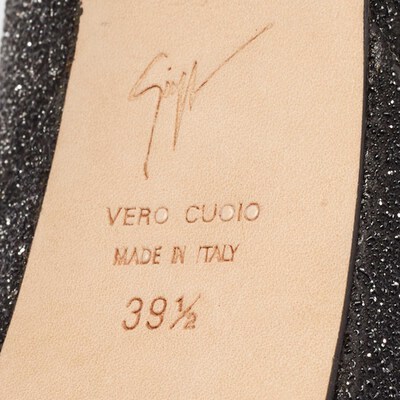 VERO CUOIO
MADE IN ITALY
39½